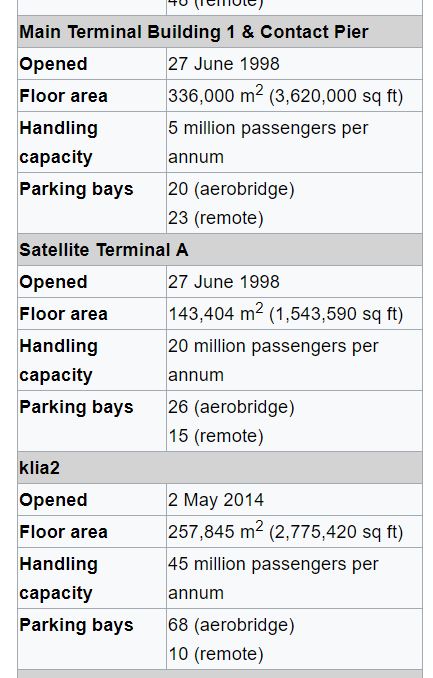 48 (remote)
Main Terminal Building 1 & Contact Pier
Opened 27 June 1998
Floor area 336,000 m2 (3,620,000 sq ft)
Handling capacity 5 million passengers per
annum
Parking bays 20 (aerobridge)
23 (remote)
Satellite Terminal A
Opened 27 June 1998
Floor area 143,404 m2 (1,543,590 sq ft)
Handling capacity 20 million passengers per
annum
Parking bays 26 (aerobridge)
15 (remote)
klia2
Opened 2 May 2014
Floor area 257,845 m2 (2,775,420 sq ft)
Handling capacity 45 million passengers per
annum
Parking bays 68 (aerobridge)
10 (remote)